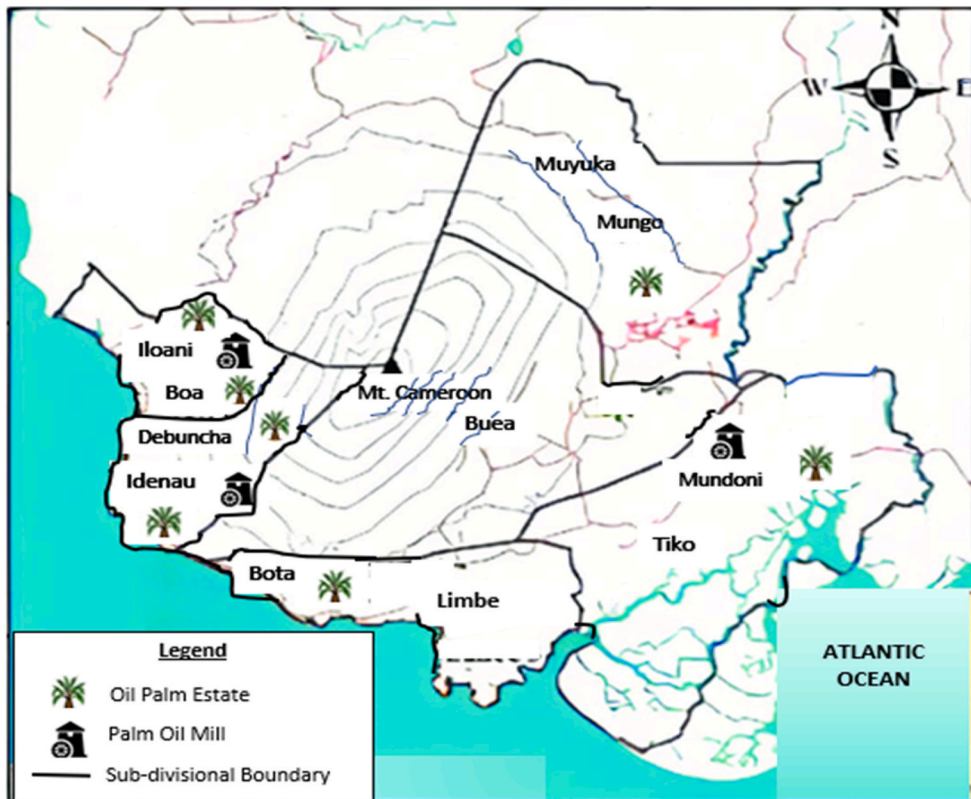 N
W
E
S
Muyuka
Mungo
Iloani
Boa
Mt. Cameroon
Buea
Debuncha
Idenau
Mundoni
Tiko
Bota
Limbe
Legend
Oil Palm Estate
Palm Oil Mill
Sub-divisional Boundary
ATLANTIC
OCEAN